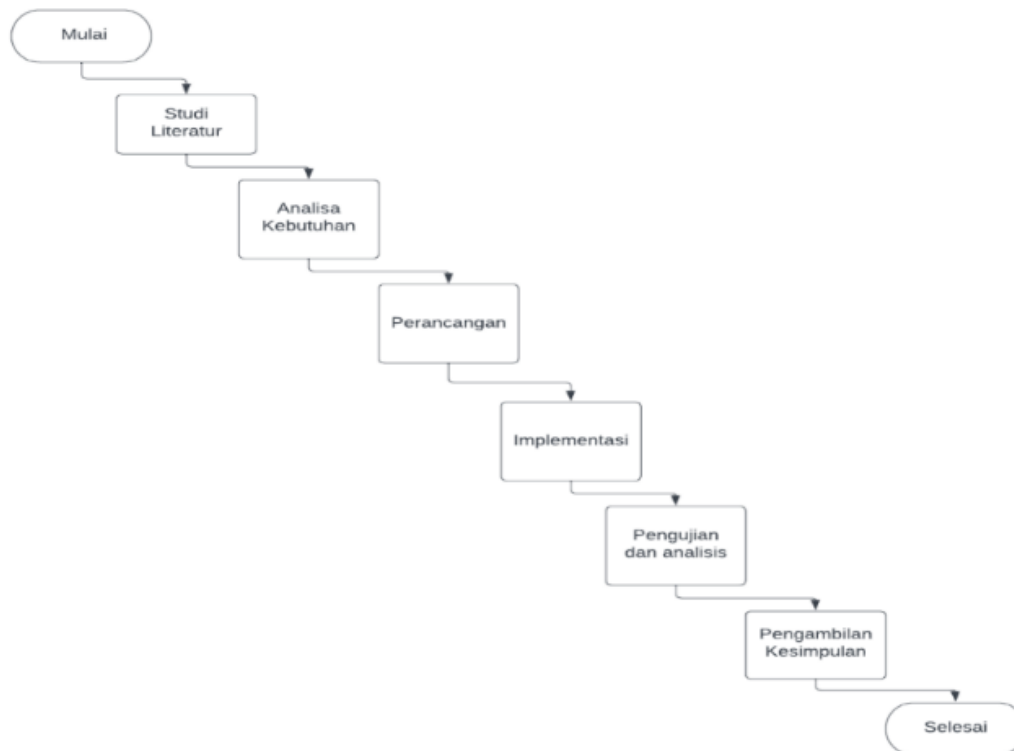 Mulai
Studi
Literatur
Analisa
Kebutuhan
Perancangan
Implementasi
Pengujian
dan analisis
Pengambilan
Kesimpulan
Selesai